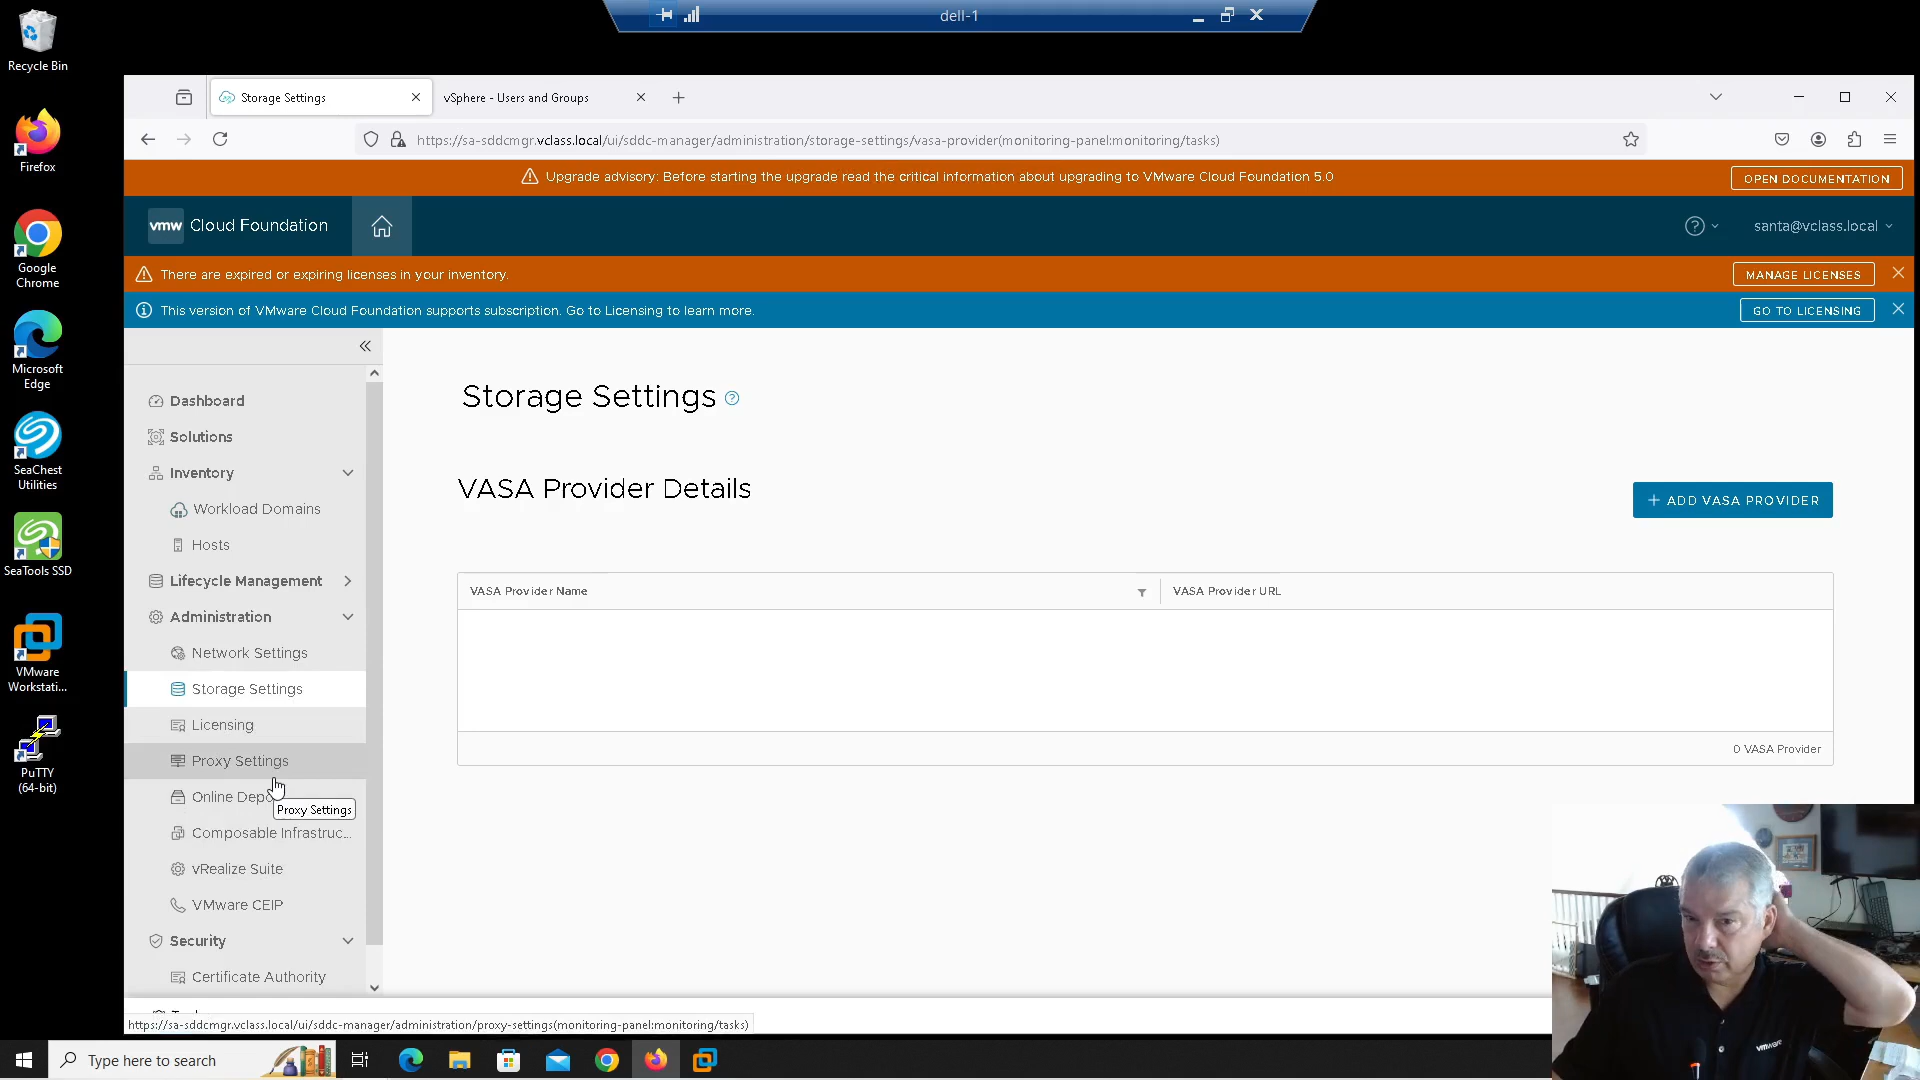 dell-1
Recycle Bin
Firefox
Google
Chrome
Microsoft
Edge
SeaChest
Utilities
SeaTools SSD
VMware
Workstati...
PuTTY
(64-bit)
Storage Settings
vSphere - Users and Groups
https://sa-sddcmgr.vclass.local/ui/sddc-manager/administration/storage-settings/vasa-provider(monitoring-panel:monitoring/tasks)
Upgrade advisory: Before starting the upgrade read the critical information about upgrading to VMware Cloud Foundation 5.0
OPEN DOCUMENTATION
vmw Cloud Foundation
santa@vclass.local
There are expired or expiring licenses in your inventory.
MANAGE LICENSES
This version of VMware Cloud Foundation supports subscription. Go to Licensing to learn more.
GO TO LICENSING
Dashboard
Solutions
Inventory
Workload Domains
Hosts
Lifecycle Management
Administration
Network Settings
Storage Settings
Licensing
Proxy Settings
Online Depo
Proxy Settings
Composable Infrastruc...
vRealize Suite
VMware CEIP
Security
Certificate Authority
Storage Settings
VASA Provider Details
+ ADD VASA PROVIDER
VASA Provider Name
VASA Provider URL
0 VASA Provider
https://sa-sddcmgr.vclass.local/ui/sddc-manager/administration/proxy-settings(monitoring-panel:monitoring/tasks)
Type here to search
vmware